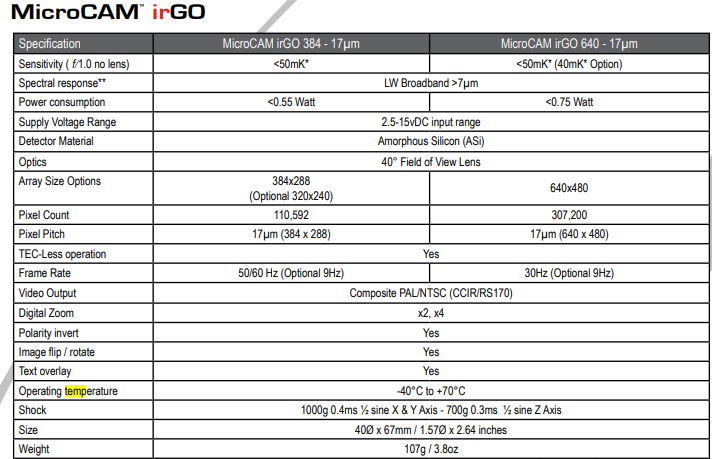 MicroCAM™ irGO
Specification MicroCAM irGO 384 - 17µm MicroCAM irGO 640 - 17µm
Sensitivity ( f/1.0 no lens) <50mK* <50mK* (40mK* Option)
Spectral response** LW Broadband >7µm
Power consumption <0.55 Watt <0.75 Watt
Supply Voltage Range 2.5-15vDC input range
Detector Material Amorphous Silicon (ASi)
Optics 40° Field of View Lens
Array Size Options 384x288 640x480
(Optional 320x240)
Pixel Count 110,592 307,200
Pixel Pitch 17µm (384 x 288) 17µm (640 x 480)
TEC-Less operation Yes
Frame Rate 50/60 Hz (Optional 9Hz) 30Hz (Optional 9Hz)
Video Output Composite PAL/NTSC (CCIR/RS170)
Digital Zoom x2, x4
Polarity invert Yes
Image flip / rotate Yes
Text overlay Yes
Operating temperature -40°C to +70°C
Shock 1000g 0.4ms ½ sine X & Y Axis - 700g 0.3ms ½ sine Z Axis
Size 40Ø x 67mm / 1.57Ø x 2.64 inches
Weight 107g / 3.8oz